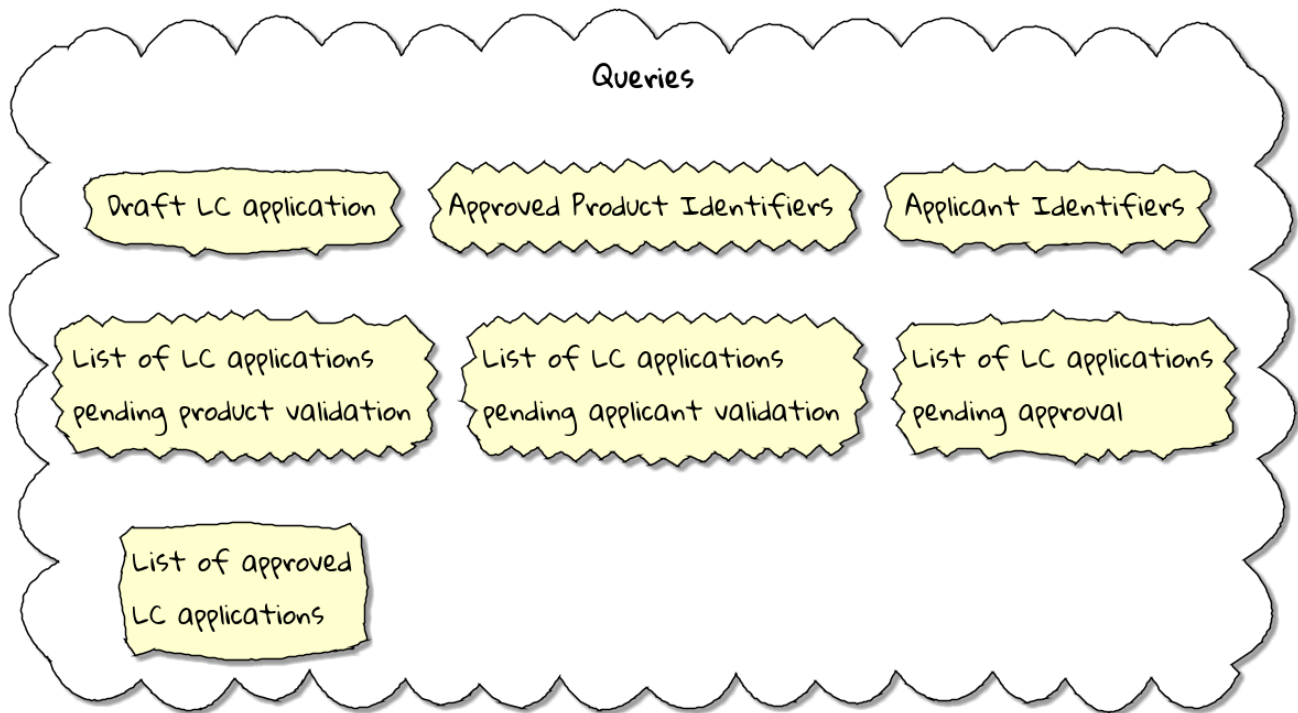 Queries
Draft LC application
Approved Product Identifiers
Applicant Identifiers
List of LC applications
pending product validation
List of LC applications
pending applicant validation
List of LC applications
pending approval
List of approved
LC applications